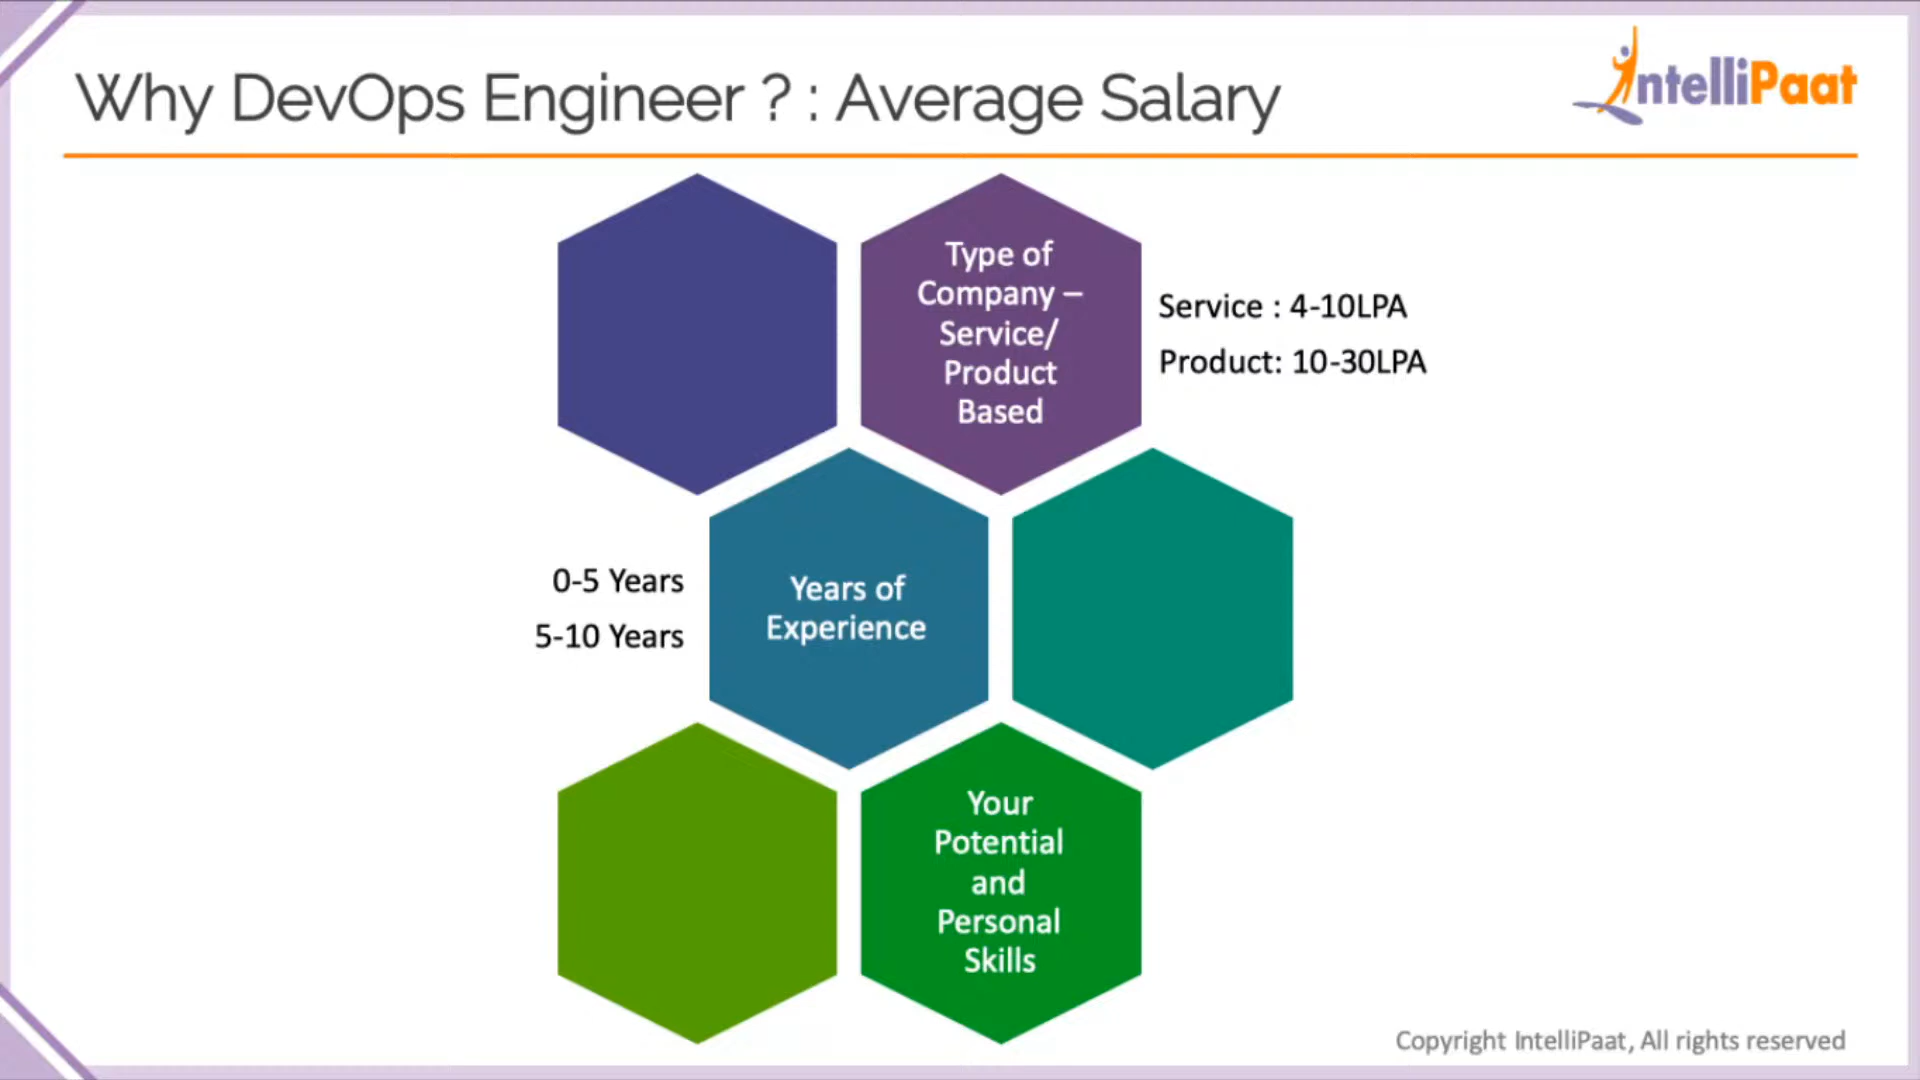 Why DevOps Engineer ? : Average Salary
IntelliPaat
Type of
Company –
Service/
Product
Based
Service : 4-10LPA
Product: 10-30LPA
0-5 Years
5-10 Years
Years of
Experience
Your
Potential
and
Personal
Skills
Copyright IntelliPaat, All rights reserved